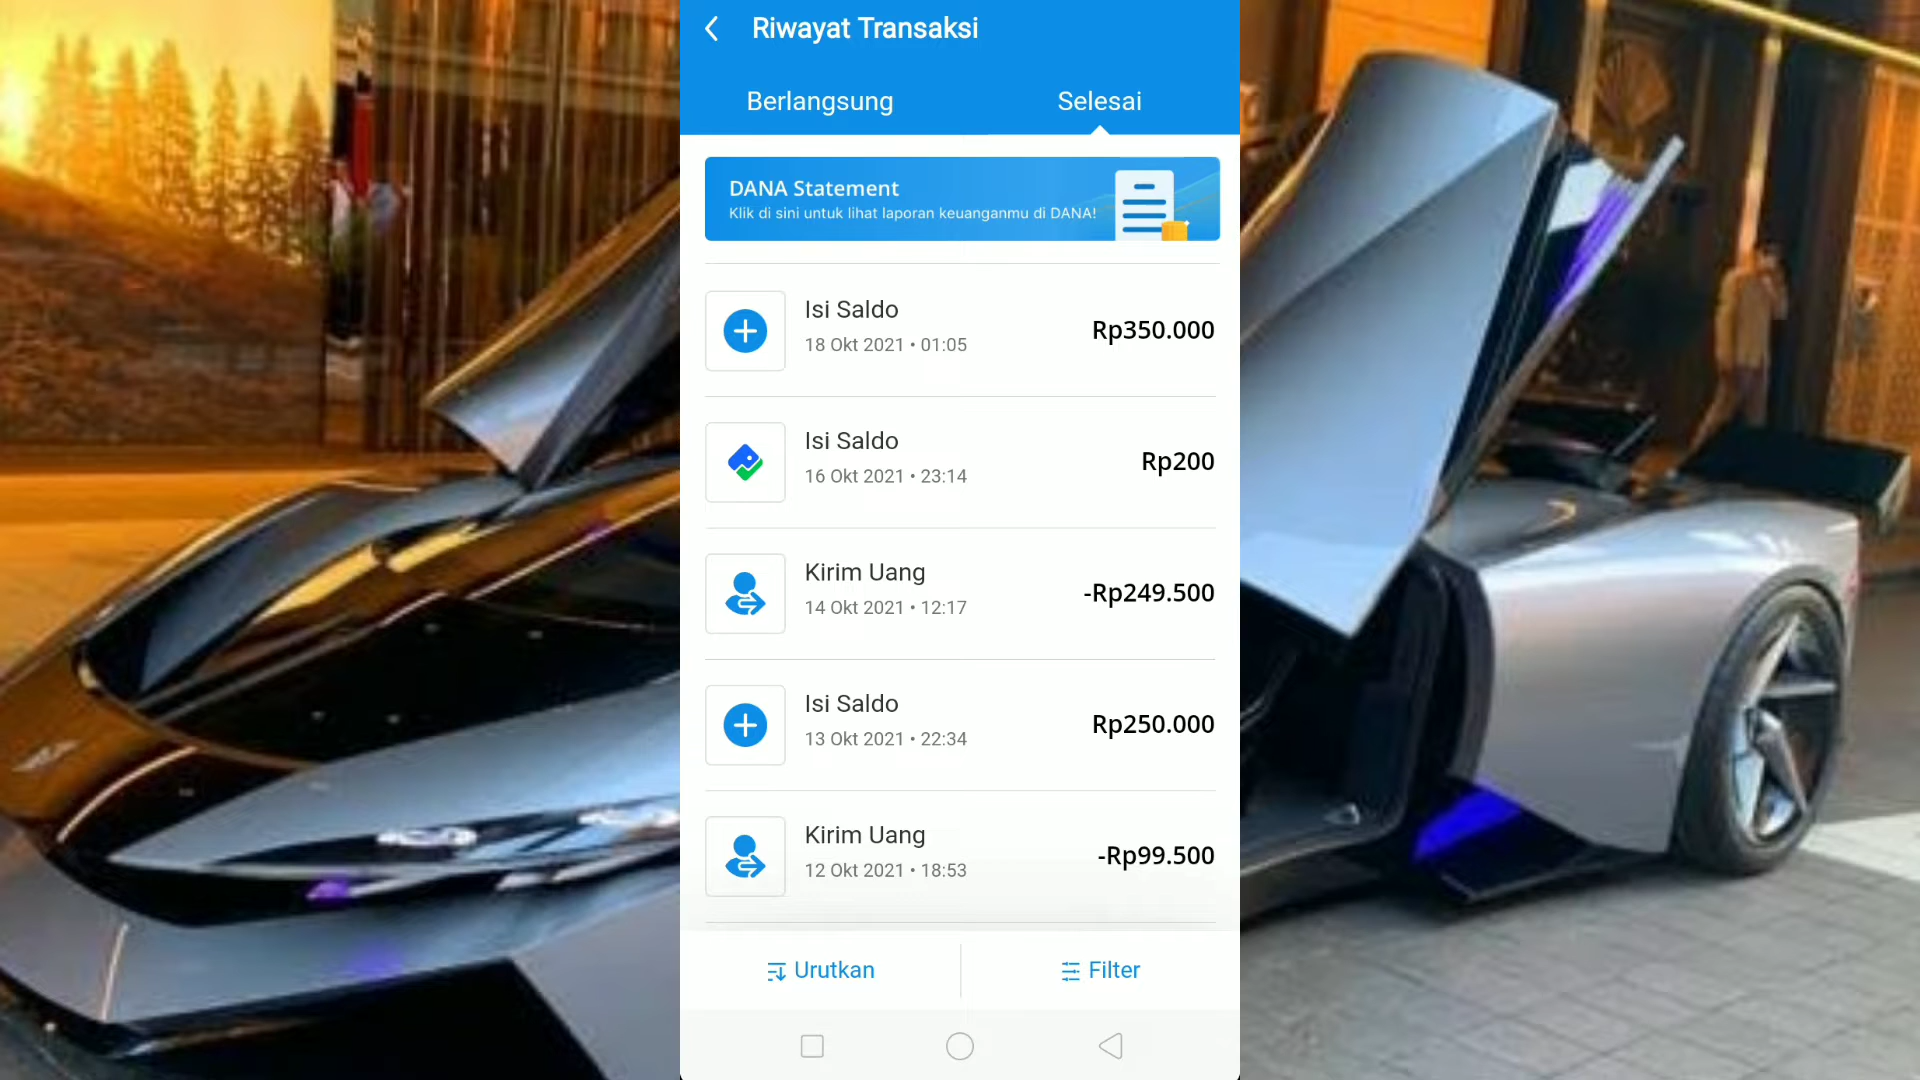 Riwayat Transaksi
Berlangsung
Selesai
DANA Statement
Klik di sini untuk lihat laporan keuanganmu di DANA!
Isi Saldo
18 Okt 2021 • 01:05
Rp350.000
Isi Saldo
16 Okt 2021 • 23:14
Rp200
Kirim Uang
14 Okt 2021 • 12:17
-Rp249.500
Isi Saldo
13 Okt 2021 • 22:34
Rp250.000
Kirim Uang
12 Okt 2021 • 18:53
-Rp99.500
Urutkan
Filter